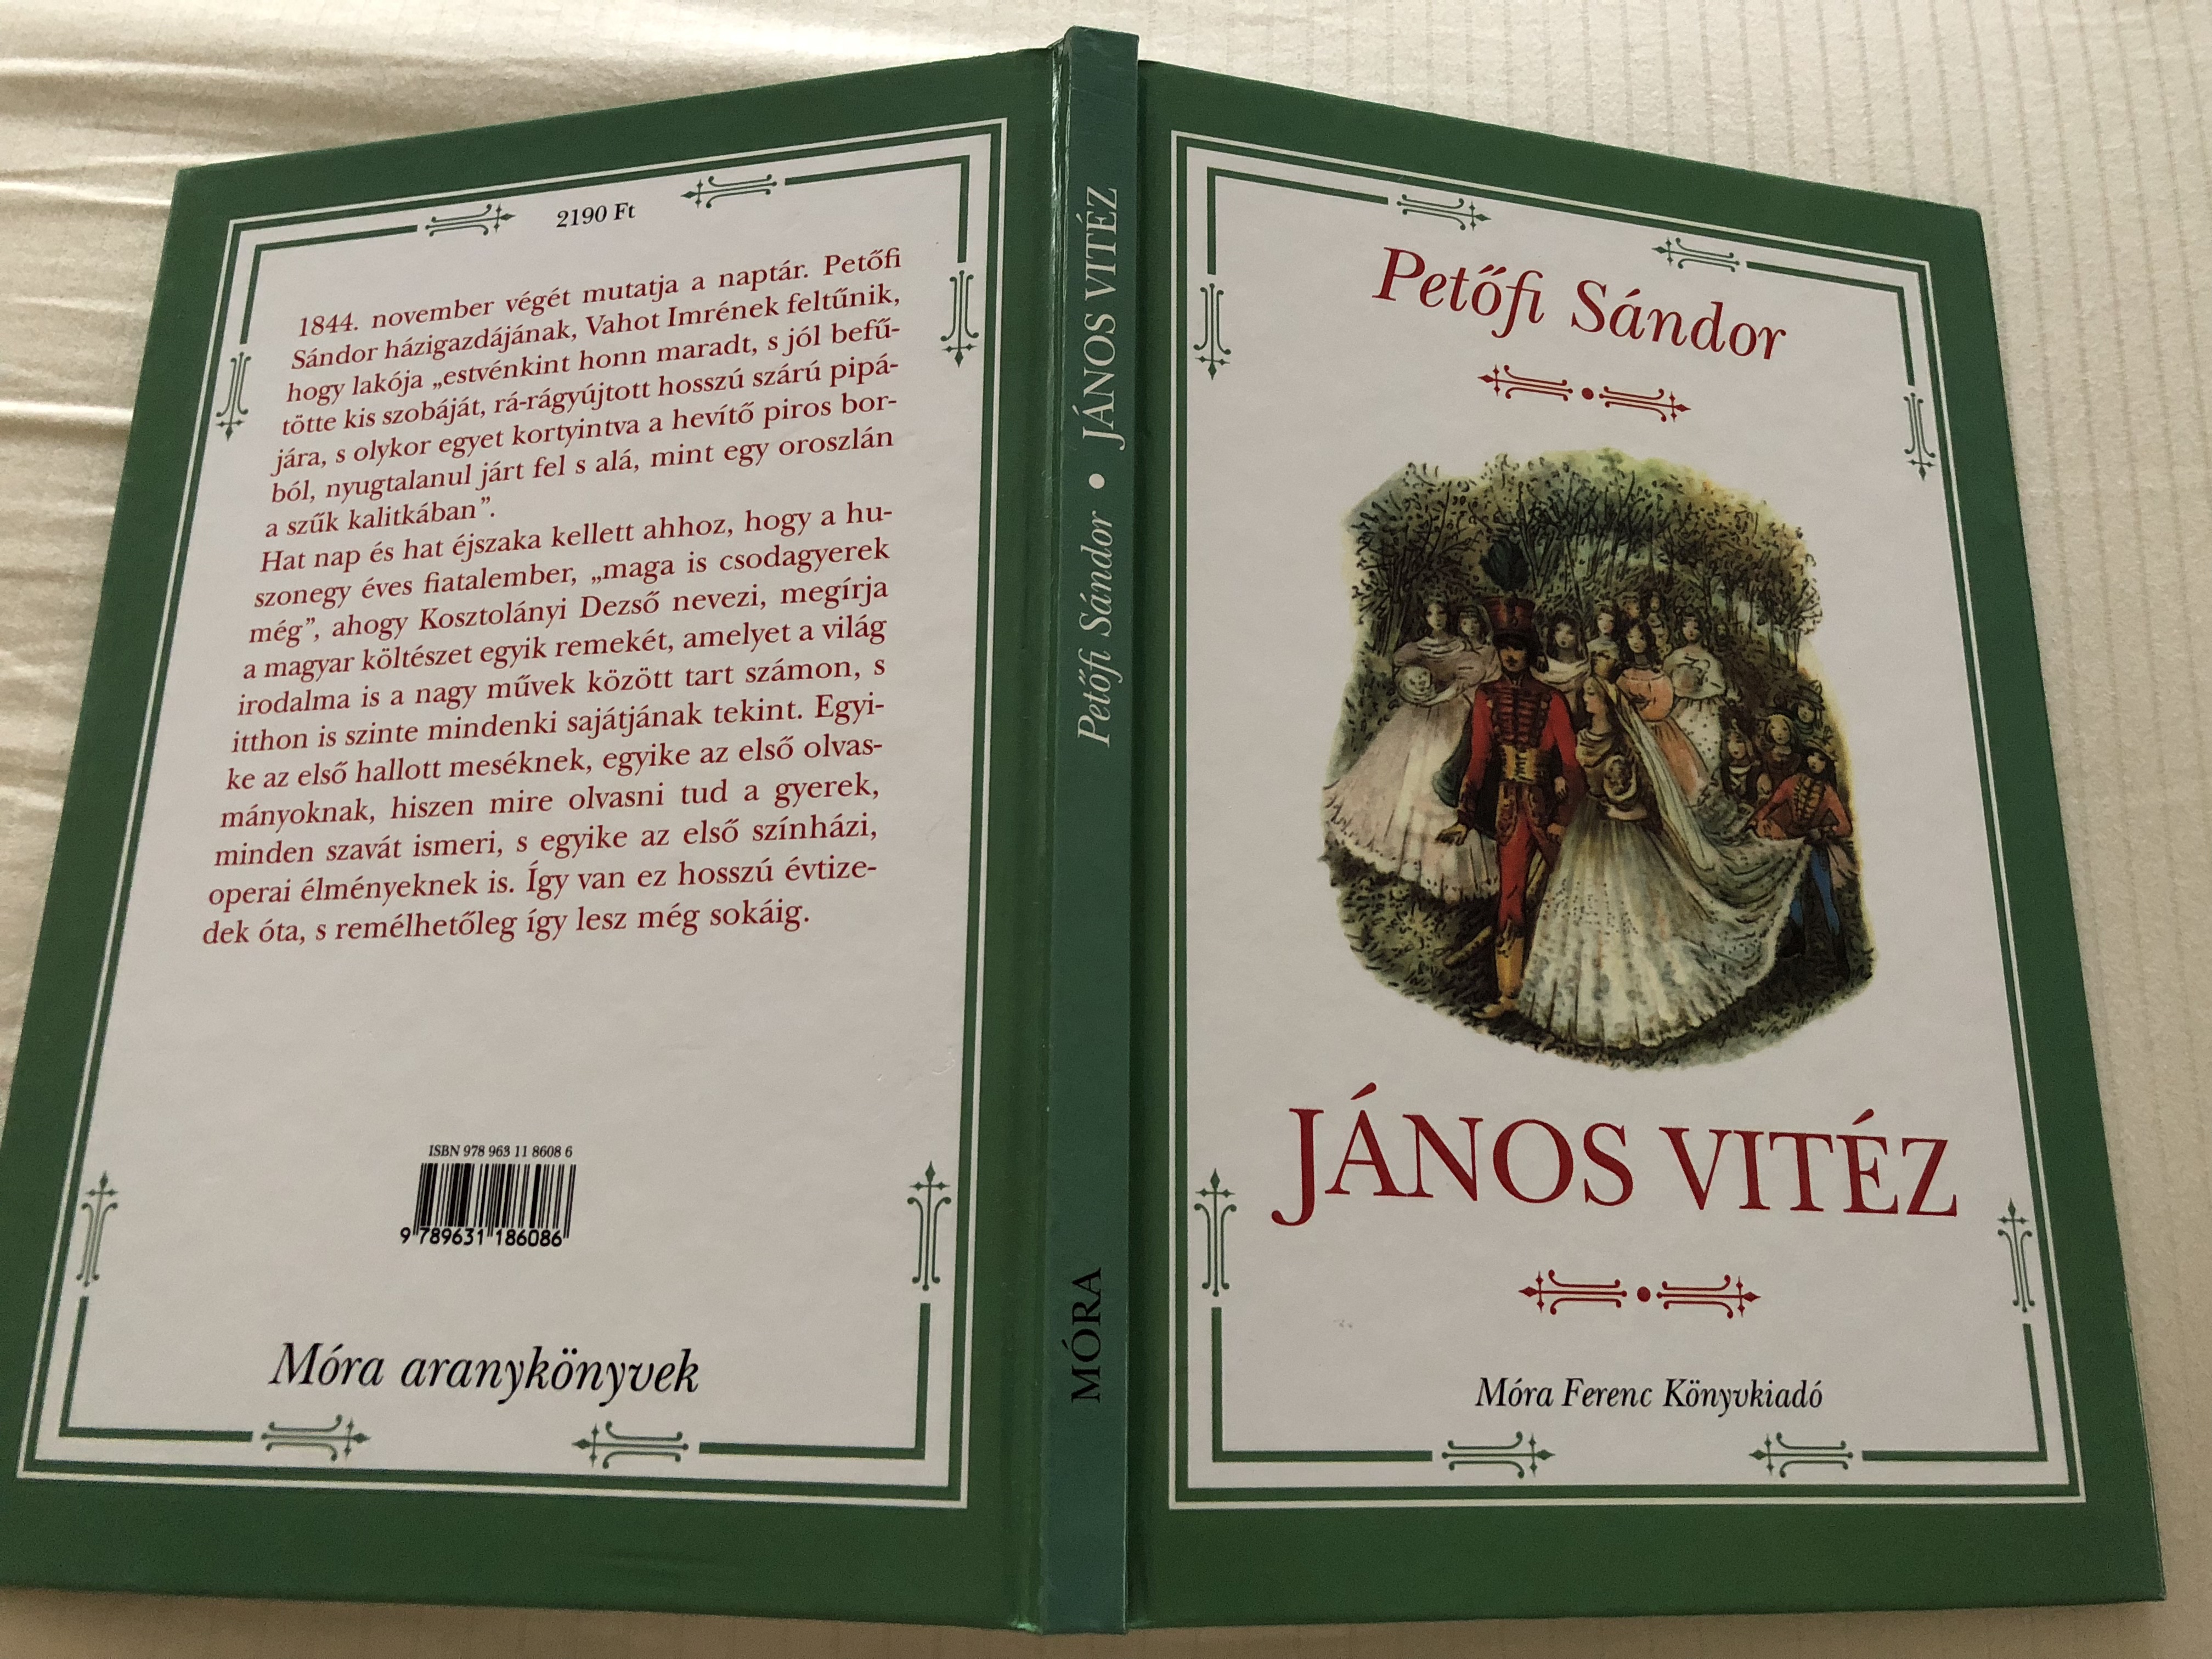 2190 Ft
1844. november végét mutatja a naptár. Petőfi
Sándor házigazdájának, Vahot Imrének feltűnik,
hogy lakója „estvénkint honn maradt, s jól befű-
tötte kis szobáját, rá-rágyújtott hosszú szárú pipá-
jára, s olykor egyet kortyintva a hevítő piros bor-
ból, nyugtalanul járt fel s alá, mint egy oroszlán
a szűk kalitkában”.
Hat nap és hat éjszaka kellett ahhoz, hogy a hu-
szonegy éves fiatalember, „maga is csodagyerek
még”, ahogy Kosztolányi Dezső nevezi, megírja
a magyar költészet egyik remekét, amelyet a világ
irodalma is a nagy művek között tart számon, s
itthon is szinte mindenki sajátjának tekint. Egyi-
ke az első hallott meséknek, egyike az első olvas-
mányoknak, hiszen mire olvasni tud a gyerek,
minden szavát ismeri, s egyike az első színházi,
operai élményeknek is. Így van ez hosszú évtize-
dek óta, s remélhetőleg így lesz még sokáig.
ISBN 978 963 11 8608 6
9 789631 186086
Móra aranykönyvek
Petőfi Sándor • JÁNOS VITÉZ
MÓRA
Petőfi Sándor
JÁNOS VITÉZ
Móra Ferenc Könyvkiadó